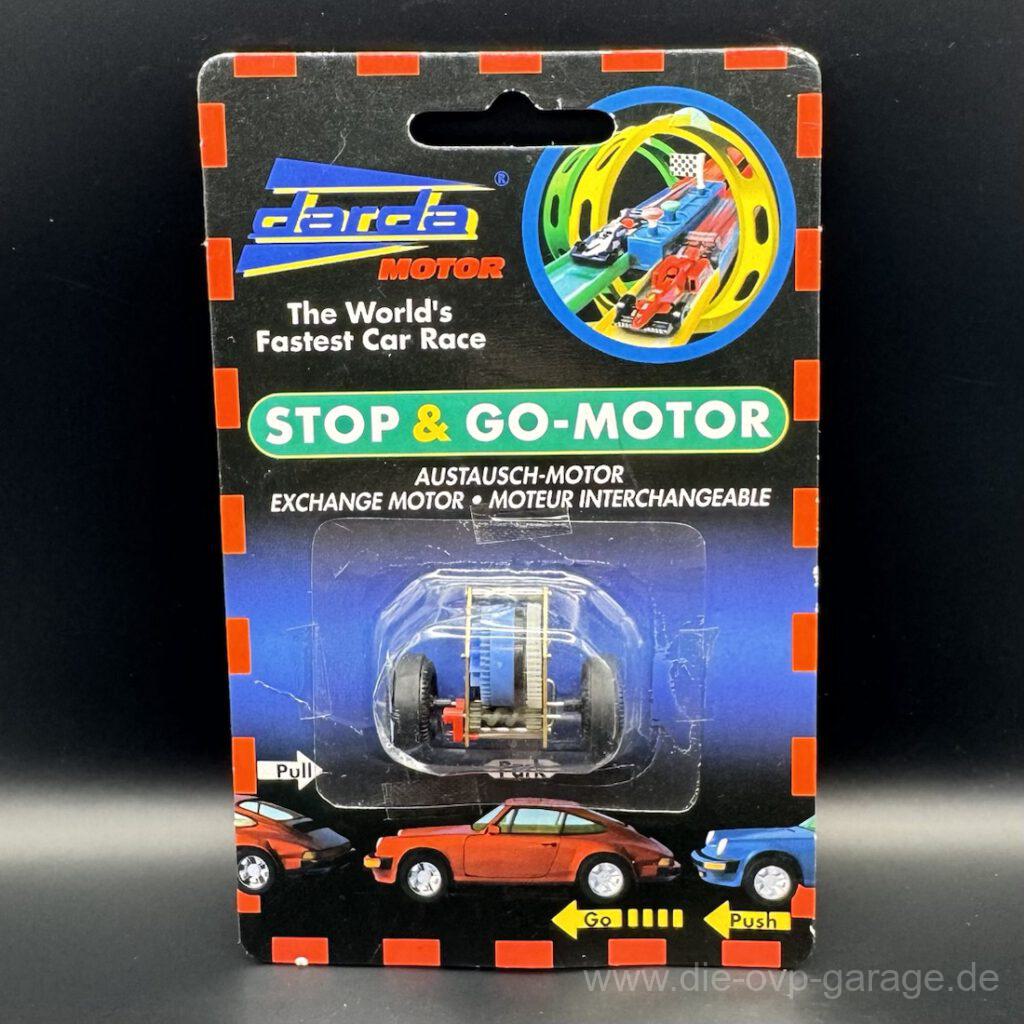 darda®
MOTOR
The World's
Fastest Car Race
STOP & GO-MOTOR
AUSTAUSCH-MOTOR
EXCHANGE MOTOR • MOTEUR INTERCHANGEABLE
Pull
Park
Go
Push
www.die-ovp-garage.de